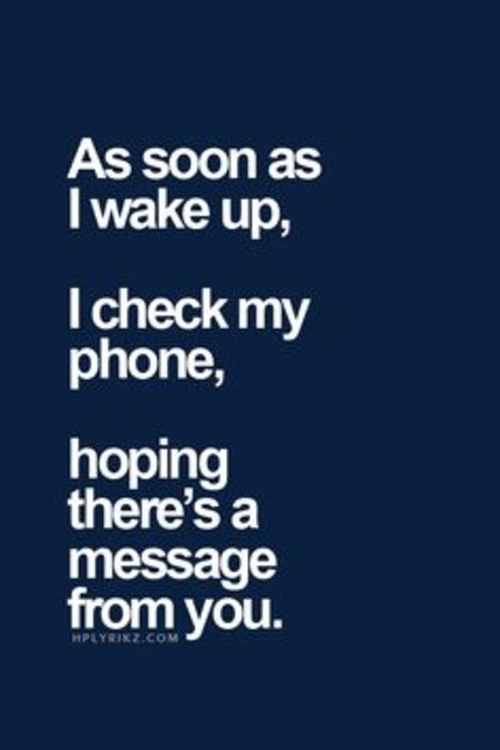 As soon as
I wake up,
I check my
phone,
hoping
there’s a
message
from you.
HPLYRIKZ.COM